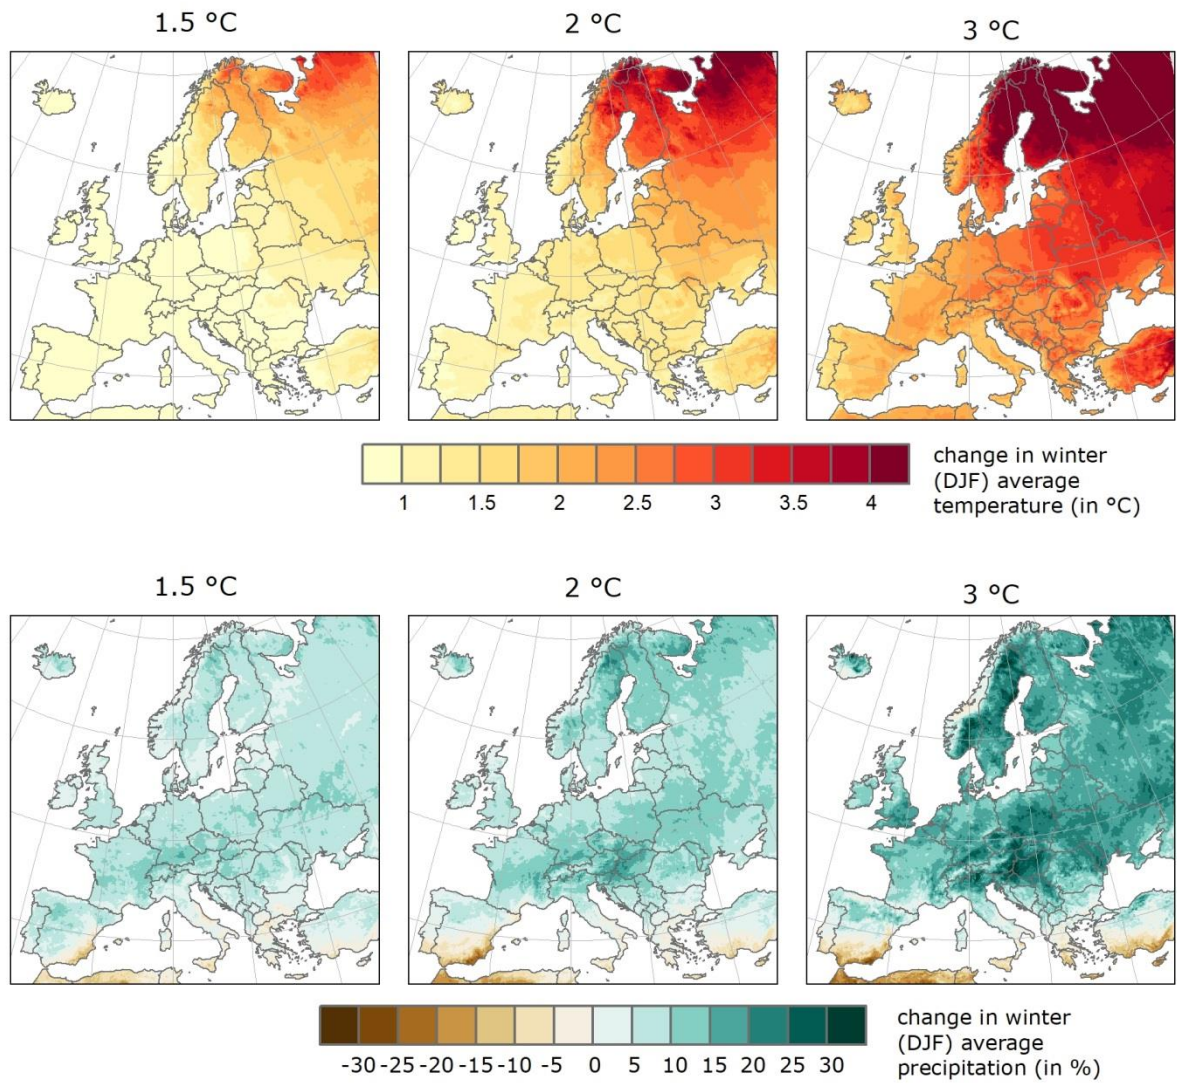 1.5 °C 2 °C 3 °C
1 1.5 2 2.5 3 3.5 4
change in winter
(DJF) average
temperature (in °C)
1.5 °C 2 °C 3 °C
-30 -25 -20 -15 -10 -5 0 5 10 15 20 25 30
change in winter
(DJF) average
precipitation (in %)